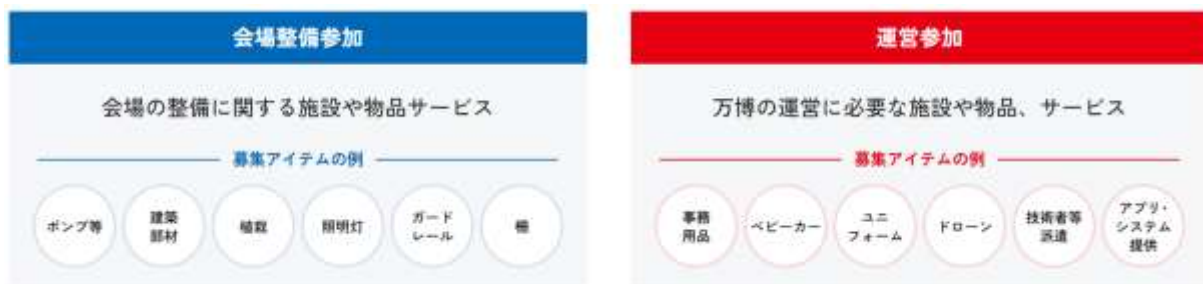 会場整備参加
会場の整備に関する施設や物品サービス
募集アイテムの例
ポンプ等
建築
部材
植栽
照明灯
ガード
レール
柵
運営参加
万博の運営に必要な施設や物品、サービス
募集アイテムの例
事務
用品
ベビーカー
ユニ
フォーム
ドローン
技術者等
派遣
アプリ・
システム
提供